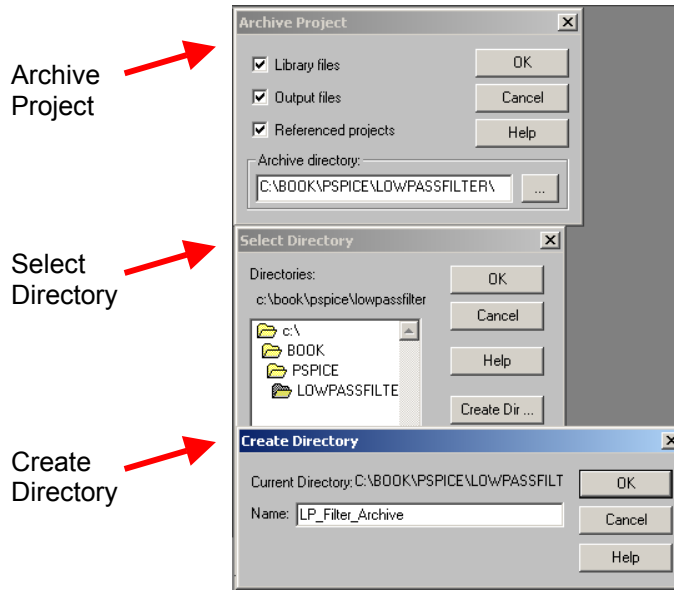 Archive Project
Archive Project
Library files
OK
Output files
Cancel
Referenced projects
Help
Archive directory:
C:\BOOK\PSPICE\LOWPASSFILTER\
...
Select Directory
Select Directory
Directories:
OK
c:\book\pspice\lowpassfilter
Cancel
c:\
BOOK
Help
PSPICE
LOWPASSFILTE
Create Dir ...
Create Directory
Create Directory
Current Directory: C:\BOOK\PSPICE\LOWPASSFILT
OK
Name: LP_Filter_Archive
Cancel
Help